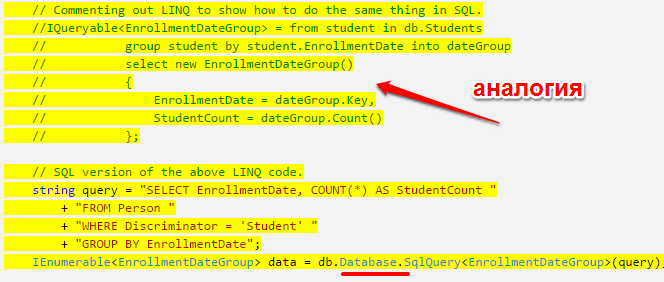 // Commenting out LINQ to show how to do the same thing in SQL.
//IQueryable<EnrollmentDateGroup> = from student in db.Students
//           group student by student.EnrollmentDate into dateGroup
//           select new EnrollmentDateGroup()
//           {
//               EnrollmentDate = dateGroup.Key,
//               StudentCount = dateGroup.Count()
//           };
аналогия
// SQL version of the above LINQ code.
string query = "SELECT EnrollmentDate, COUNT(*) AS StudentCount "
    + "FROM Person "
    + "WHERE Discriminator = 'Student' "
    + "GROUP BY EnrollmentDate";
IEnumerable<EnrollmentDateGroup> data = db.Database.SqlQuery<EnrollmentDateGroup>(query);